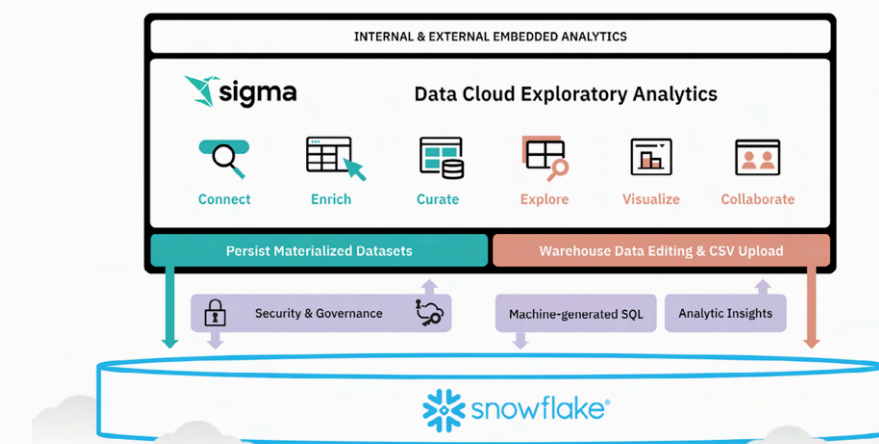 INTERNAL & EXTERNAL EMBEDDED ANALYTICS
sigma
Data Cloud Exploratory Analytics
Connect
Enrich
Curate
Explore
Visualize
Collaborate
Persist Materialized Datasets
Warehouse Data Editing & CSV Upload
Security & Governance
Machine-generated SQL
Analytic Insights
snowflake®